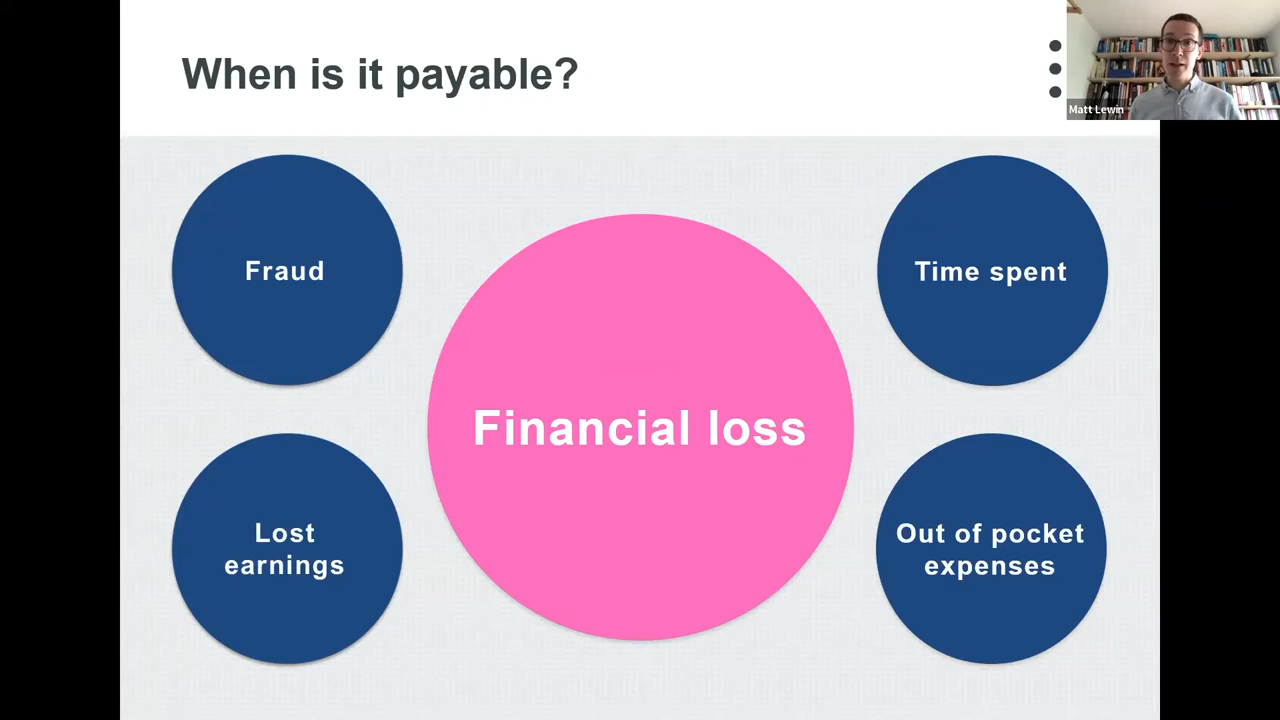 When is it payable?
Matt Lewin
Fraud
Time spent
Financial loss
Lost
earnings
Out of pocket
expenses